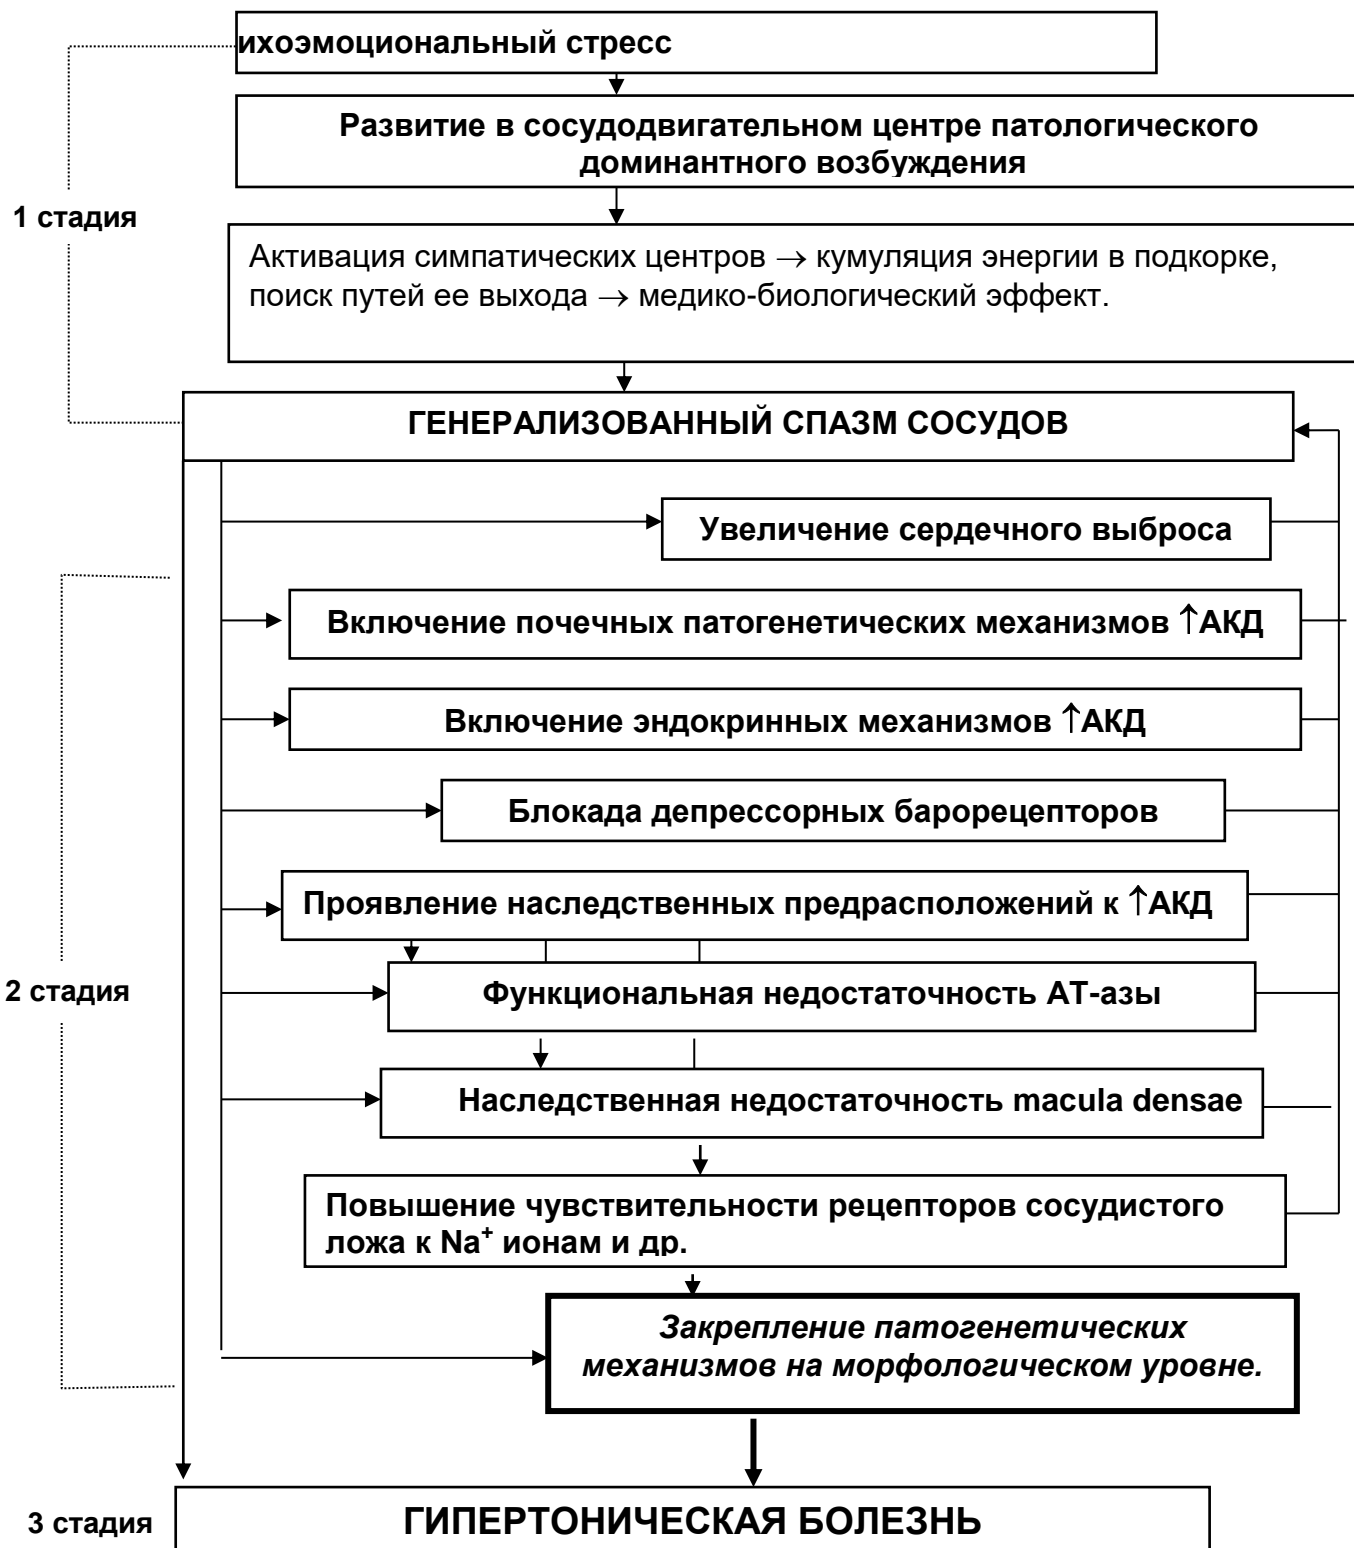 ихоэмоциональный стресс
Развитие в сосудодвигательном центре патологического
доминантного возбуждения
1 стадия
Активация симпатических центров → кумуляция энергии в подкорке,
поиск путей ее выхода → медико-биологический эффект.
ГЕНЕРАЛИЗОВАННЫЙ СПАЗМ СОСУДОВ
Увеличение сердечного выброса
Включение почечных патогенетических механизмов ↑АКД
Включение эндокринных механизмов ↑АКД
Блокада депрессорных барорецепторов
Проявление наследственных предрасположений к ↑АКД
2 стадия
Функциональная недостаточность АТ-азы
Наследственная недостаточность macula densae
Повышение чувствительности рецепторов сосудистого
ложа к Na⁺ ионам и др.
Закрепление патогенетических
механизмов на морфологическом уровне.
3 стадия
ГИПЕРТОНИЧЕСКАЯ БОЛЕЗНЬ